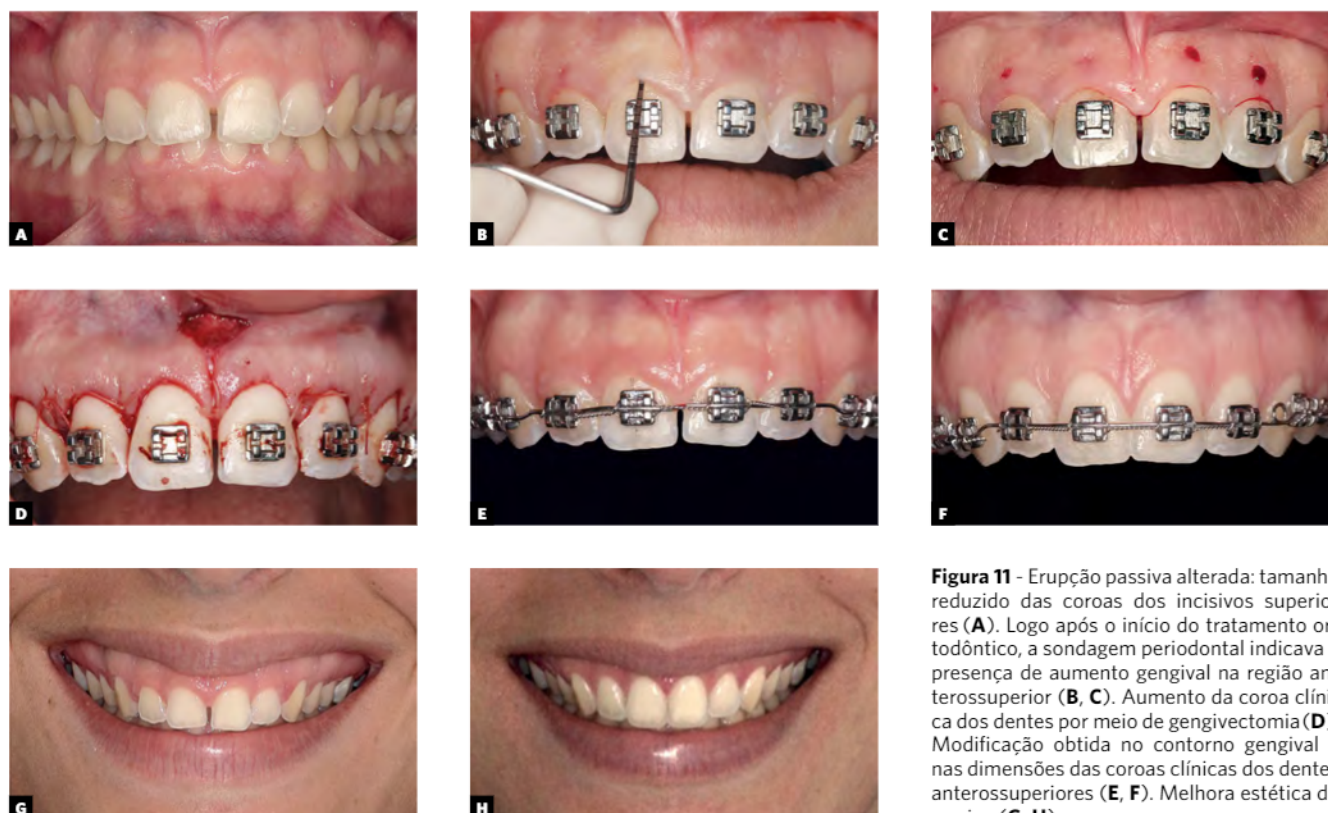 A
B
C
D
E
F
G
H
Figura 11 - Erupção passiva alterada: tamanh
reduzido das coroas dos incisivos superio
res (A). Logo após o início do tratamento or
todôntico, a sondagem periodontal indicava
presença de aumento gengival na região an
terossuperior (B, C). Aumento da coroa clíni
ca dos dentes por meio de gengivectomia (D)
Modificação obtida no contorno gengival
nas dimensões das coroas clínicas dos dente
anterossuperiores (E, F). Melhora estética d